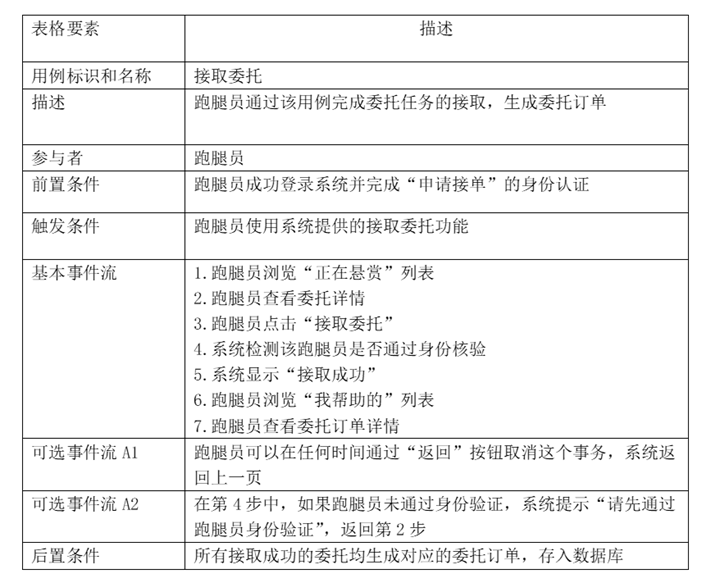 表格要素 描述
用例标识和名称 接取委托
描述 跑腿员通过该用例完成委托任务的接取，生成委托订单
参与者 跑腿员
前置条件 跑腿员成功登录系统并完成“申请接单”的身份认证
触发条件 跑腿员使用系统提供的接取委托功能
基本事件流 1.跑腿员浏览“正在悬赏”列表
2.跑腿员查看委托详情
3.跑腿员点击“接取委托”
4.系统检测该跑腿员是否通过身份核验
5.系统显示“接取成功”
6.跑腿员浏览“我帮助的”列表
7.跑腿员查看委托订单详情
可选事件流 A1 跑腿员可以在任何时间通过“返回”按钮取消这个事务，系统返
回上一页
可选事件流 A2 在第 4 步中，如果跑腿员未通过身份验证，系统提示“请先通过
跑腿员身份验证”，返回第 2 步
后置条件 所有接取成功的委托均生成对应的委托订单，存入数据库